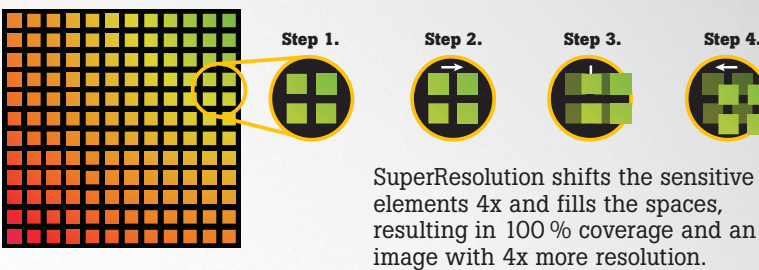 Step 1.
Step 2.
Step 3.
Step 4.
SuperResolution shifts the sensitive
elements 4x and fills the spaces,
resulting in 100 % coverage and an
image with 4x more resolution.